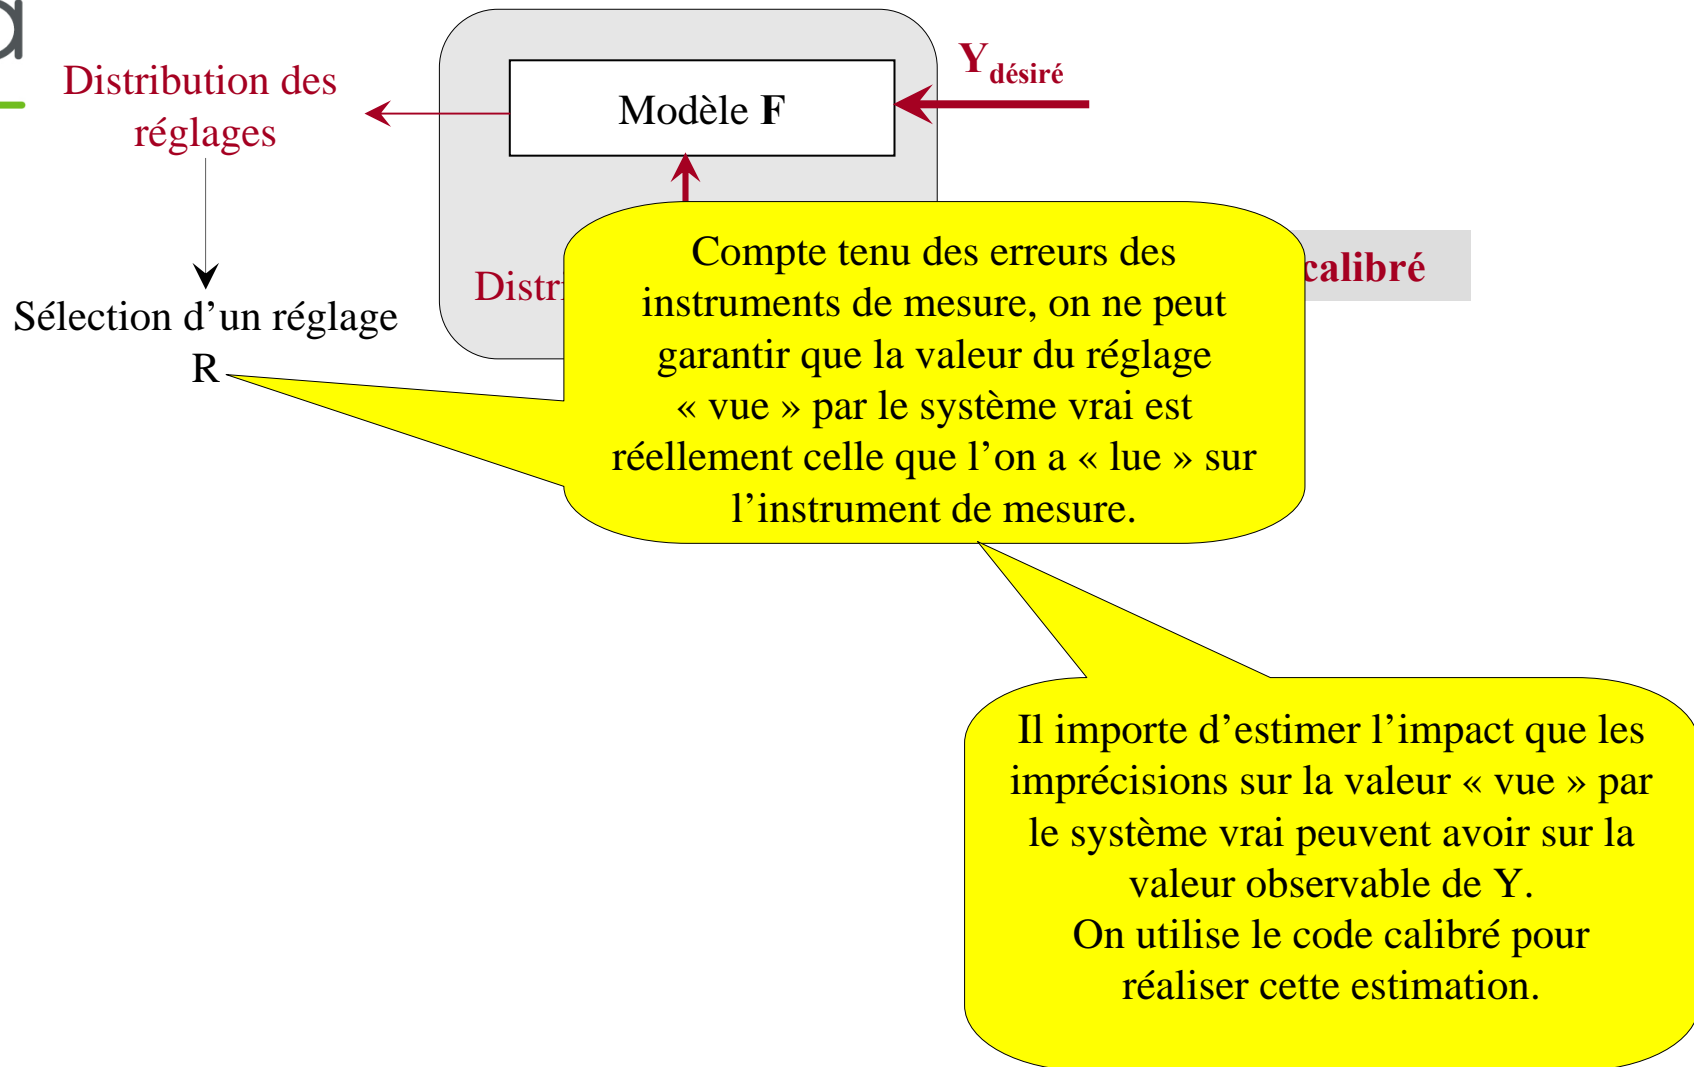 Distribution des
réglages
Modèle F
Y désiré
Sélection d’un réglage
R
calibré
Compte tenu des erreurs des
instruments de mesure, on ne peut
garantir que la valeur du réglage
« vue » par le système vrai est
réellement celle que l’on a « lue » sur
l’instrument de mesure.
Il importe d’estimer l’impact que les
imprécisions sur la valeur « vue » par
le système vrai peuvent avoir sur la
valeur observable de Y.
On utilise le code calibré pour
réaliser cette estimation.